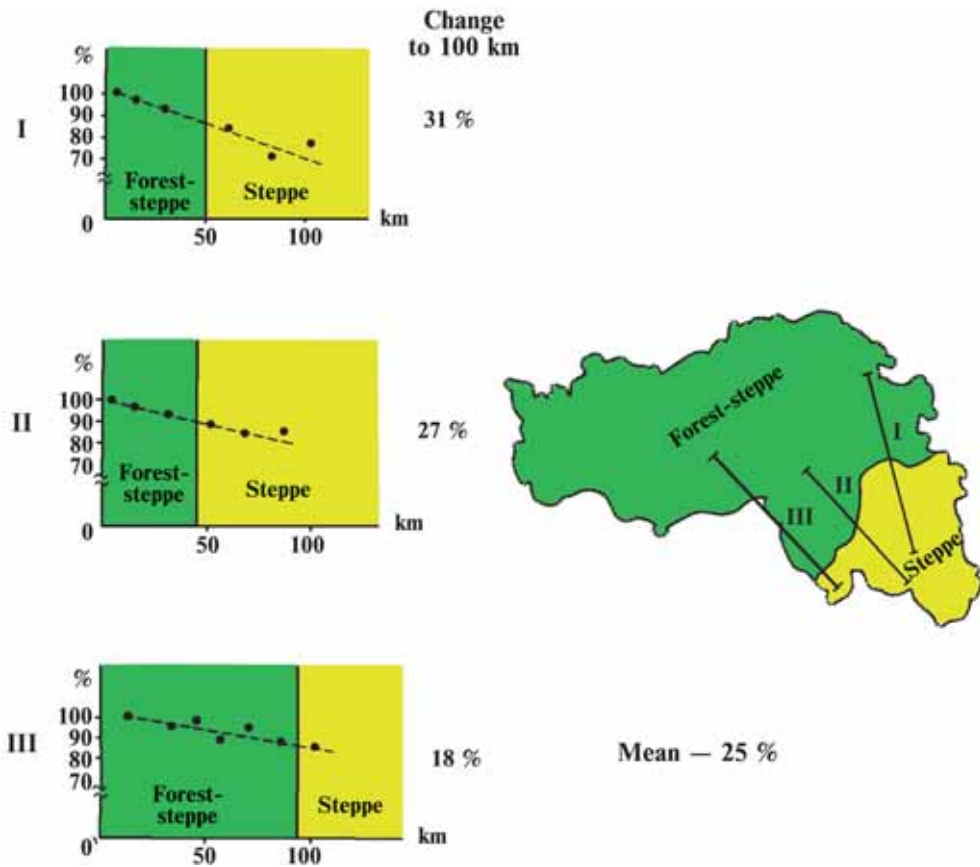 Change
to 100 km
%
100
90
80
70
0
I
Forest-
steppe
Steppe
km
50
100
31 %
%
100
90
80
70
0
II
Forest-
steppe
Steppe
km
50
100
27 %
Forest-steppe
I
II
III
Steppe
%
100
90
80
70
0
III
Forest-
steppe
Steppe
km
50
100
18 %
Mean — 25 %